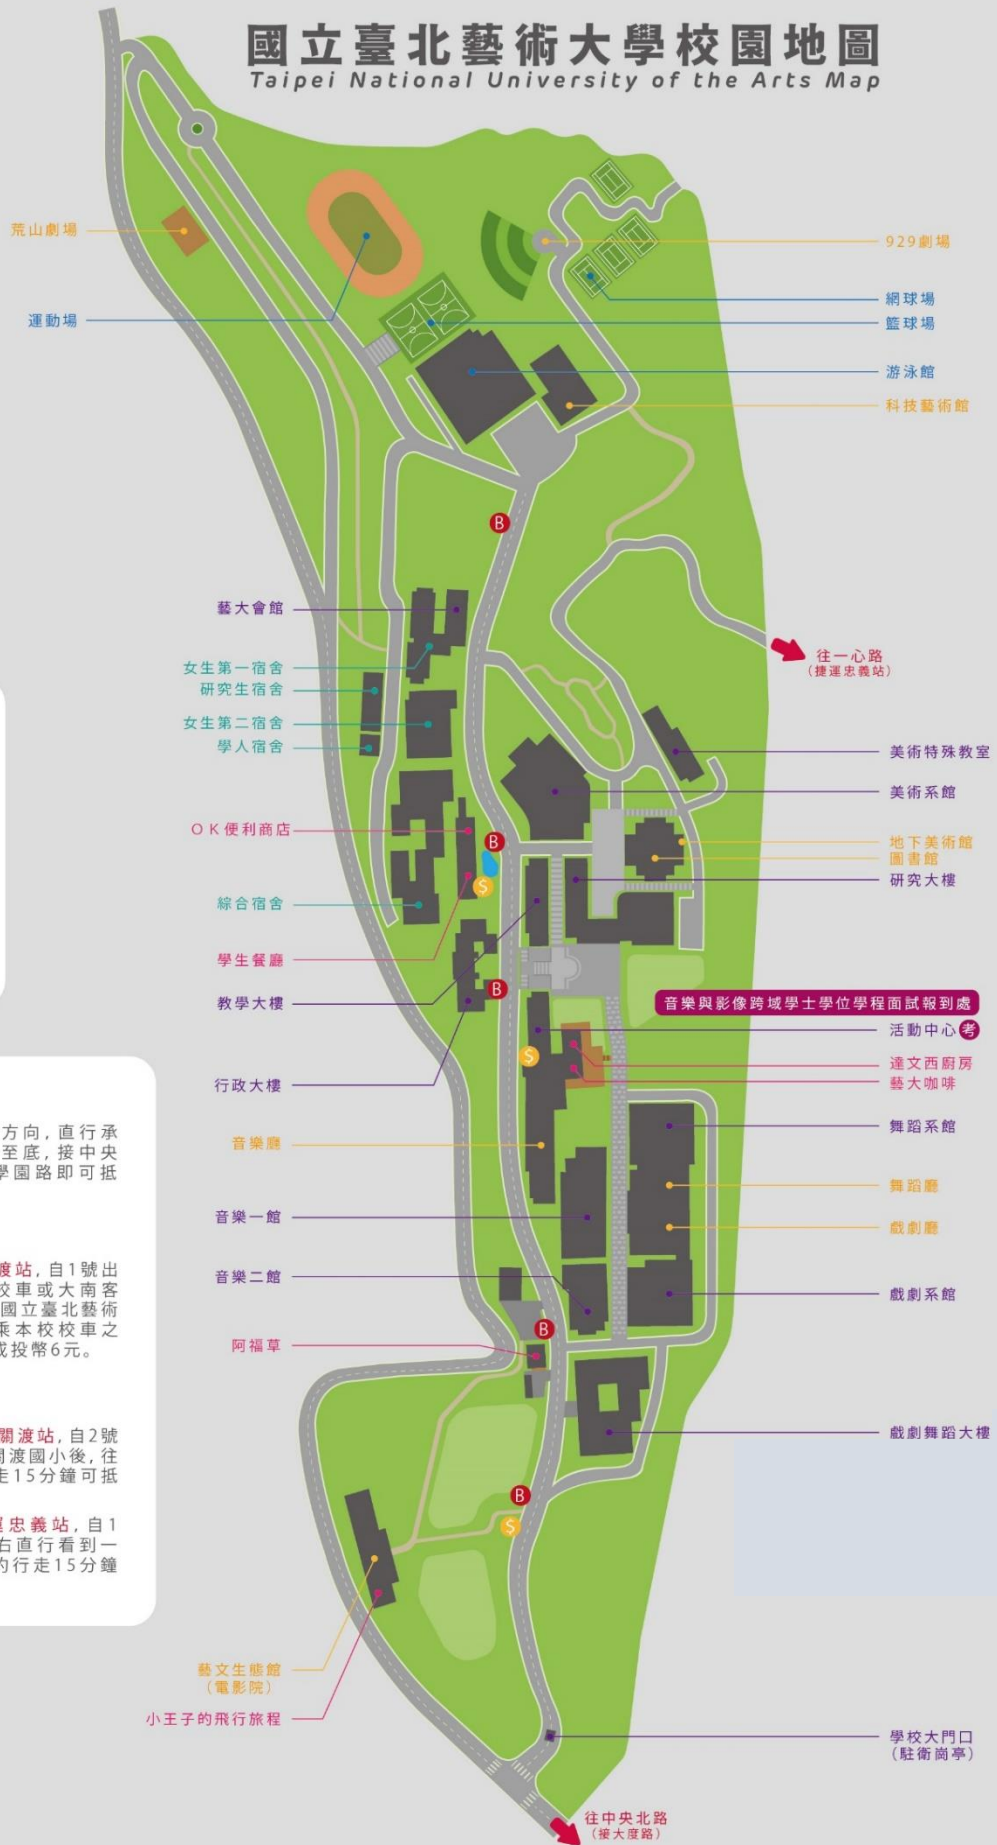 國立臺北藝術大學校園地圖
Taipei National University of the Arts Map
荒山劇場
929劇場
運動場
網球場
籃球場
游泳館
科技藝術館
B
藝大會館
往一心路
(捷運忠義站)
女生第一宿舍
研究生宿舍
女生第二宿舍
學人宿舍
美術特殊教室
美術系館
OK便利商店
B
地下美術館
圖書館
研究大樓
$
綜合宿舍
學生餐廳
B
教學大樓
音樂與影像跨域學士學位學程面試報到處
活動中心 考
$
達文西廚房
藝大咖啡
行政大樓
舞蹈系館
音樂廳
舞蹈廳
音樂一館
戲劇廳
音樂二館
戲劇系館
B
阿福草
戲劇舞蹈大樓
B
$
藝文生態館
(電影院)
小王子的飛行旅程
學校大門口
(駐衛崗亭)
往中央北路
(接大度路)
方向, 直行承
至底, 接中央
學園路即可抵
渡站, 自1號出
校車或大南客
國立臺北藝術
乘本校校車之
或投幣6元。
關渡站, 自2號
關渡國小後, 往
走15分鐘可抵
運忠義站, 自1
右直行看到一
約行走15分鐘